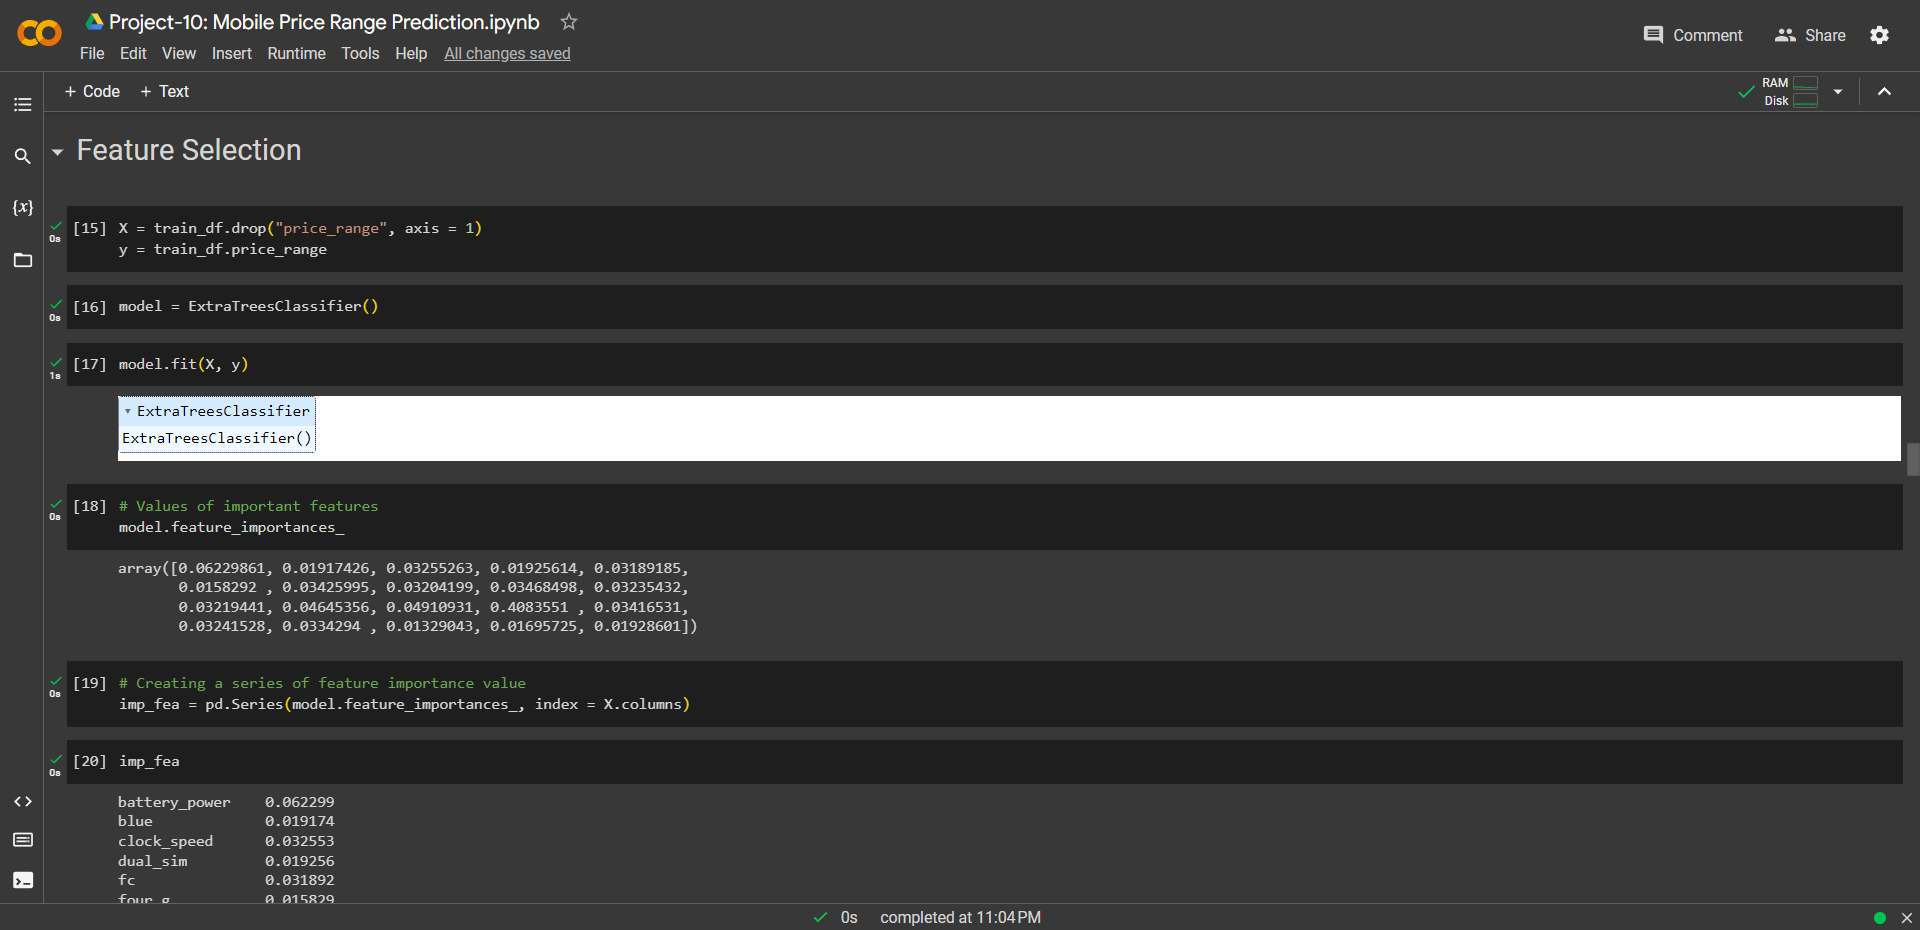 Project-10: Mobile Price Range Prediction.ipynb
File Edit View Insert Runtime Tools Help All changes saved
Comment Share
+ Code + Text
RAM
Disk
Feature Selection
[15] X = train_df.drop("price_range", axis = 1)
0s
y = train_df.price_range
[16] model = ExtraTreesClassifier()
0s
[17] model.fit(X, y)
1s
ExtraTreesClassifier
ExtraTreesClassifier()
[18] # Values of important features
0s
model.feature_importances_
array([0.06229861, 0.01917426, 0.03255263, 0.01925614, 0.03189185,
0.0158292 , 0.03425995, 0.03204199, 0.03468498, 0.03235432,
0.03219441, 0.04645356, 0.04910931, 0.4083551 , 0.03416531,
0.03241528, 0.0334294 , 0.01329043, 0.01695725, 0.01928601])
[19] # Creating a series of feature importance value
0s
imp_fea = pd.Series(model.feature_importances_, index = X.columns)
[20] imp_fea
0s
battery_power 0.062299
blue 0.019174
clock_speed 0.032553
dual_sim 0.019256
fc 0.031892
four_g 0.015829
0s completed at 11:04 PM